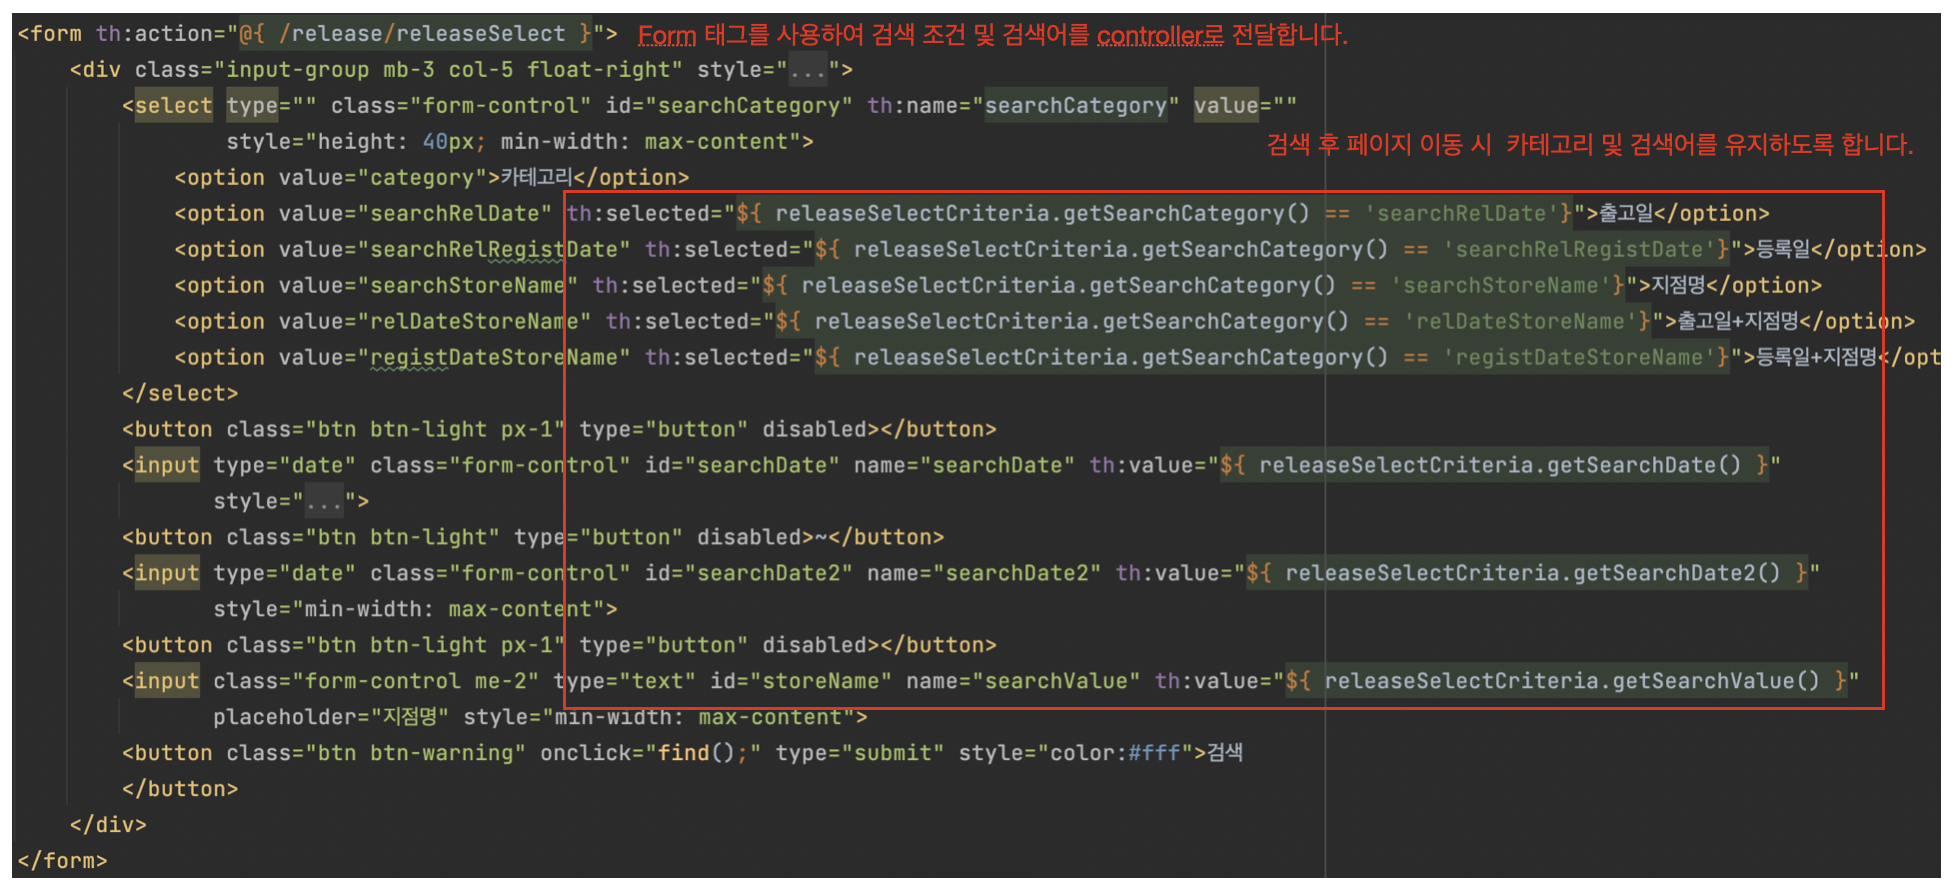 <form th:action="@{ /release/releaseSelect }"> Form 태그를 사용하여 검색 조건 및 검색어를 controller로 전달합니다.
<div class="input-group mb-3 col-5 float-right" style="...">
<select type="" class="form-control" id="searchCategory" th:name="searchCategory" value=""
style="height: 40px; min-width: max-content">
검색 후 페이지 이동 시 카테고리 및 검색어를 유지하도록 합니다.
<option value="category">카테고리</option>
<option value="searchRelDate" th:selected="${ releaseSelectCriteria.getSearchCategory() == 'searchRelDate'}">출고일</option>
<option value="searchRelRegistDate" th:selected="${ releaseSelectCriteria.getSearchCategory() == 'searchRelRegistDate'}">등록일</option>
<option value="searchStoreName" th:selected="${ releaseSelectCriteria.getSearchCategory() == 'searchStoreName'}">지점명</option>
<option value="relDateStoreName" th:selected="${ releaseSelectCriteria.getSearchCategory() == 'relDateStoreName'}">출고일+지점명</option>
<option value="registDateStoreName" th:selected="${ releaseSelectCriteria.getSearchCategory() == 'registDateStoreName'}">등록일+지점명</opt
</select>
<button class="btn btn-light px-1" type="button" disabled></button>
<input type="date" class="form-control" id="searchDate" name="searchDate" th:value="${ releaseSelectCriteria.getSearchDate() }"
style="...">
<button class="btn btn-light" type="button" disabled>~</button>
<input type="date" class="form-control" id="searchDate2" name="searchDate2" th:value="${ releaseSelectCriteria.getSearchDate2() }"
style="min-width: max-content">
<button class="btn btn-light px-1" type="button" disabled></button>
<input class="form-control me-2" type="text" id="storeName" name="searchValue" th:value="${ releaseSelectCriteria.getSearchValue() }"
placeholder="지점명" style="min-width: max-content">
<button class="btn btn-warning" onclick="find();" type="submit" style="color:#fff">검색
</button>
</div>
</form>